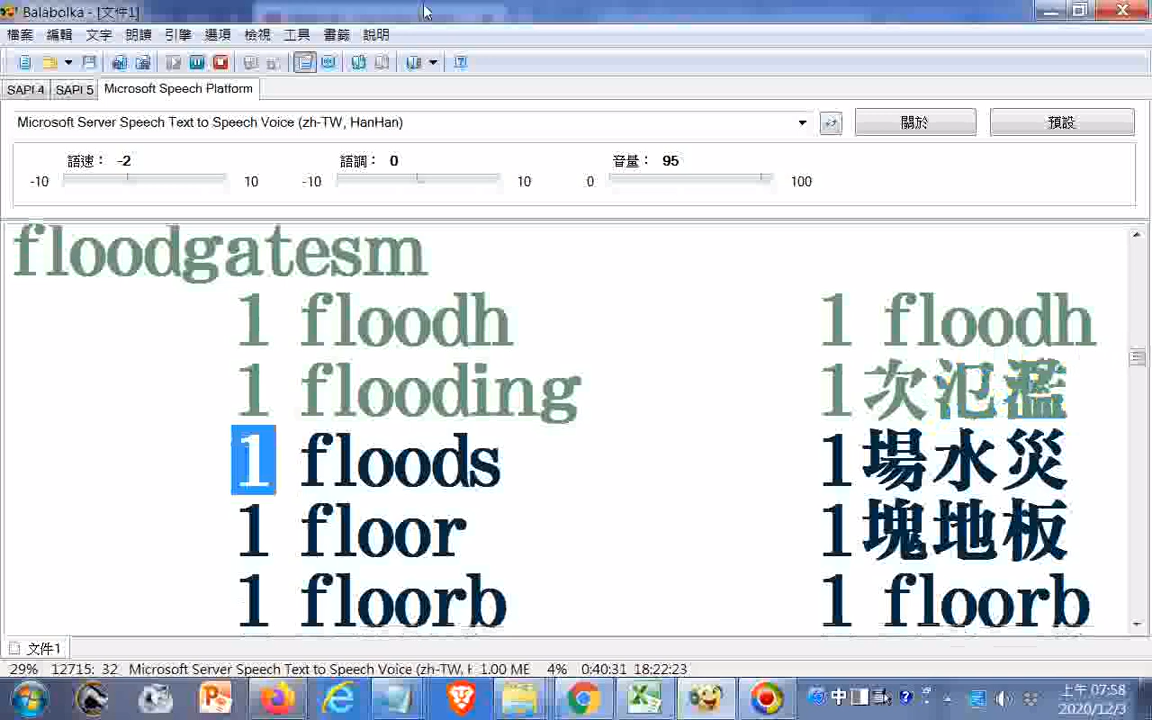 Balabolka - [文件1]
檔案 編輯 文字 朗讀 引擎 選項 檢視 工具 書籤 說明
SAPI 4 SAPI 5 Microsoft Speech Platform
Microsoft Server Speech Text to Speech Voice (zh-TW, HanHan) 關於 預設
語速： -2 語調： 0 音量： 95
-10 10 -10 10 0 100
floodgatesm
1 floodh 1 floodh
1 flooding 1次氾濫
1 floods 1場水災
1 floor 1塊地板
1 floorb 1 floorb
文件1
29% 12715: 32 Microsoft Server Speech Text to Speech Voice (zh-TW, H 1.00 ME 4% 0:40:31 18:22:23
中 上午 07:58
2020/12/3